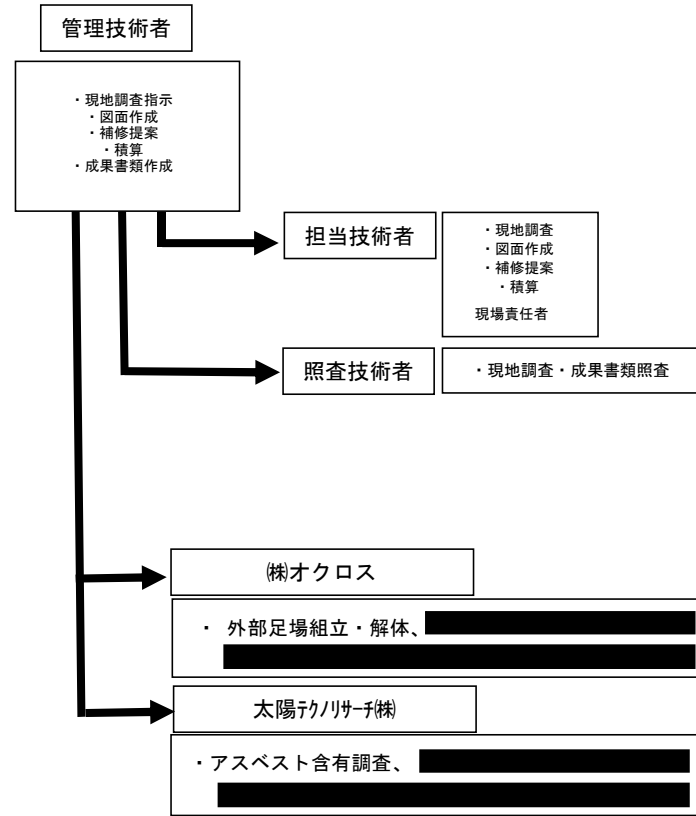 管理技術者
・現地調査指示
・図面作成
・補修提案
・積算
・成果書類作成
担当技術者
・現地調査
・図面作成
・補修提案
・積算
現場責任者
照査技術者
・現地調査・成果書類照査
㈱オクロス
・ 外部足場組立・解体、
太陽ﾃｸﾉﾘｻｰﾁ㈱
・アスベスト含有調査、